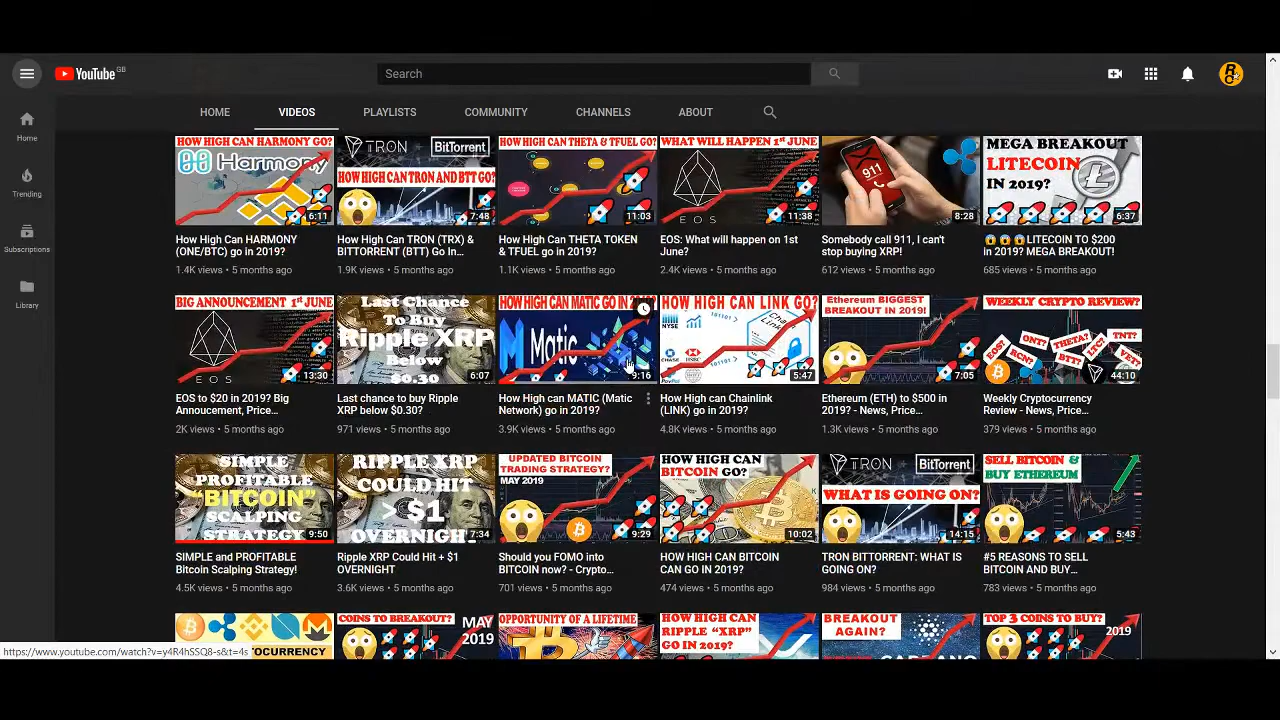 YouTube GB
Search
HOME VIDEOS PLAYLISTS COMMUNITY CHANNELS ABOUT
Home
Trending
Subscriptions
Library
HOW HIGH CAN HARMONY GO?
Harmony
6:11
How High Can HARMONY
(ONE/BTC) go in 2019?
1.4K views • 5 months ago
TRON BitTorrent
HOW HIGH CAN TRON AND BTT GO?
7:48
How High Can TRON (TRX) &
BITTORRENT (BTT) Go In...
1.9K views • 5 months ago
HOW HIGH CAN THETA & TFUEL GO?
11:03
How High Can THETA TOKEN
& TFUEL go in 2019?
1.1K views • 5 months ago
WHAT WILL HAPPEN 1ST JUNE
EOS
11:38
EOS: What will happen on 1st
June?
2.4K views • 5 months ago
911
8:28
Somebody call 911, I can't
stop buying XRP!
612 views • 5 months ago
MEGA BREAKOUT
LITECOIN
IN 2019?
6:37
😱😱😱LITECOIN TO $200
in 2019? MEGA BREAKOUT!
685 views • 5 months ago
BIG ANNOUNCEMENT 1ST JUNE
EOS
13:30
EOS to $20 in 2019? Big
Annoucement, Price...
2K views • 5 months ago
Last Chance
To Buy
Ripple XRP
Below
$0.30?
6:07
Last chance to buy Ripple
XRP below $0.30?
971 views • 5 months ago
HOW HIGH CAN MATIC GO IN 2019
Matic
9:16
How High can MATIC (Matic
Network) go in 2019?
3.9K views • 5 months ago
HOW HIGH CAN LINK GO?
NYSE
CHASE HSBC
PayPal
5:47
How High can Chainlink
(LINK) go in 2019?
4.8K views • 5 months ago
Ethereum BIGGEST
BREAKOUT IN 2019!
7:05
Ethereum (ETH) to $500 in
2019? - News, Price...
1.3K views • 5 months ago
WEEKLY CRYPTO REVIEW?
EOS? ONT? THETA? LTC? TNT?
RCN? BTT? VET?
44:10
Weekly Cryptocurrency
Review - News, Price...
379 views • 5 months ago
SIMPLE
PROFITABLE
"BITCOIN"
SCALPING
STRATEGY
9:50
SIMPLE and PROFITABLE
Bitcoin Scalping Strategy!
4.5K views • 5 months ago
RIPPLE XRP
COULD HIT
> $1
OVERNIGH
7:34
Ripple XRP Could Hit + $1
OVERNIGHT
3.6K views • 5 months ago
UPDATED BITCOIN
TRADING STRATEGY?
MAY 2019
9:29
Should you FOMO into
BITCOIN now? - Crypto...
701 views • 5 months ago
HOW HIGH CAN
BITCOIN GO?
10:02
HOW HIGH CAN BITCOIN
CAN GO IN 2019?
474 views • 5 months ago
TRON BitTorrent
WHAT IS GOING ON?
14:15
TRON BITTORRENT: WHAT IS
GOING ON?
984 views • 5 months ago
SELL BITCOIN &
BUY ETHEREUM
5:43
#5 REASONS TO SELL
BITCOIN AND BUY...
783 views • 5 months ago
OCURRENCY
COINS TO BREAKOUT? MAY
2019
OPPORTUNITY OF A LIFETIME
HOW HIGH CAN
RIPPLE "XRP"
GO IN 2019?
BREAKOUT
AGAIN?
TOP 3 COINS TO BUY?
2019